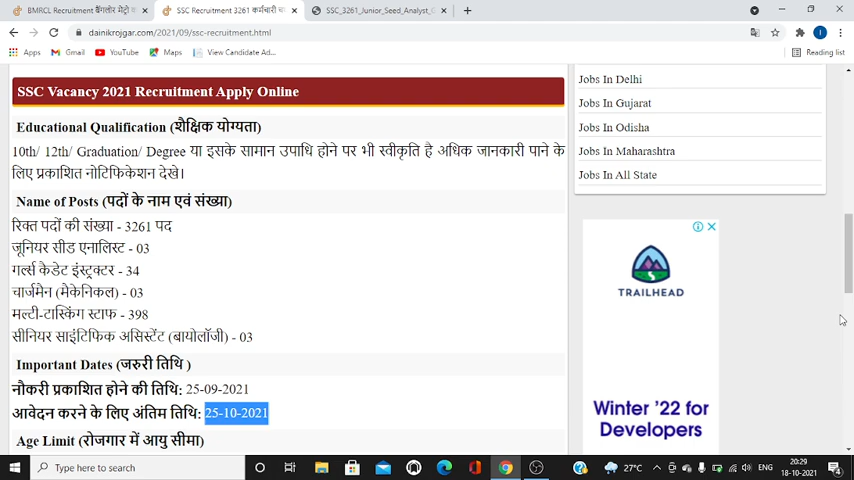 BMRCL Recruitment बैंगलोर मेट्रो
SSC Recruitment 3261 कर्मचारी
SSC_3261_Junior_Seed_Analyst_
dainikrojgar.com/2021/09/ssc-recruitment.html
Apps Gmail YouTube Maps View Candidate Ad... Reading list
SSC Vacancy 2021 Recruitment Apply Online
Educational Qualification (शैक्षिक योग्यता)
10th/ 12th/ Graduation/ Degree या इसके सामान उपाधि होने पर भी स्वीकृति है अधिक जानकारी पाने के
लिए प्रकाशित नोटिफिकेशन देखे।
Name of Posts (पदों के नाम एवं संख्या)
रिक्त पदों की संख्या - 3261 पद
जूनियर सीड एनालिस्ट - 03
गर्ल्स कैडेट इंस्ट्रक्टर - 34
चार्जमैन (मैकेनिकल) - 03
मल्टी-टास्किंग स्टाफ - 398
सीनियर साइंटिफिक असिस्टेंट (बायोलॉजी) - 03
Important Dates (जरुरी तिथि )
नौकरी प्रकाशित होने की तिथि: 25-09-2021
आवेदन करने के लिए अंतिम तिथि: 25-10-2021
Age Limit (रोजगार में आयु सीमा)
Jobs In Delhi
Jobs In Gujarat
Jobs In Odisha
Jobs In Maharashtra
Jobs In All State
TRAILHEAD
Winter ’22 for
Developers
Type here to search
27°C
ENG
20:29
18-10-2021
4